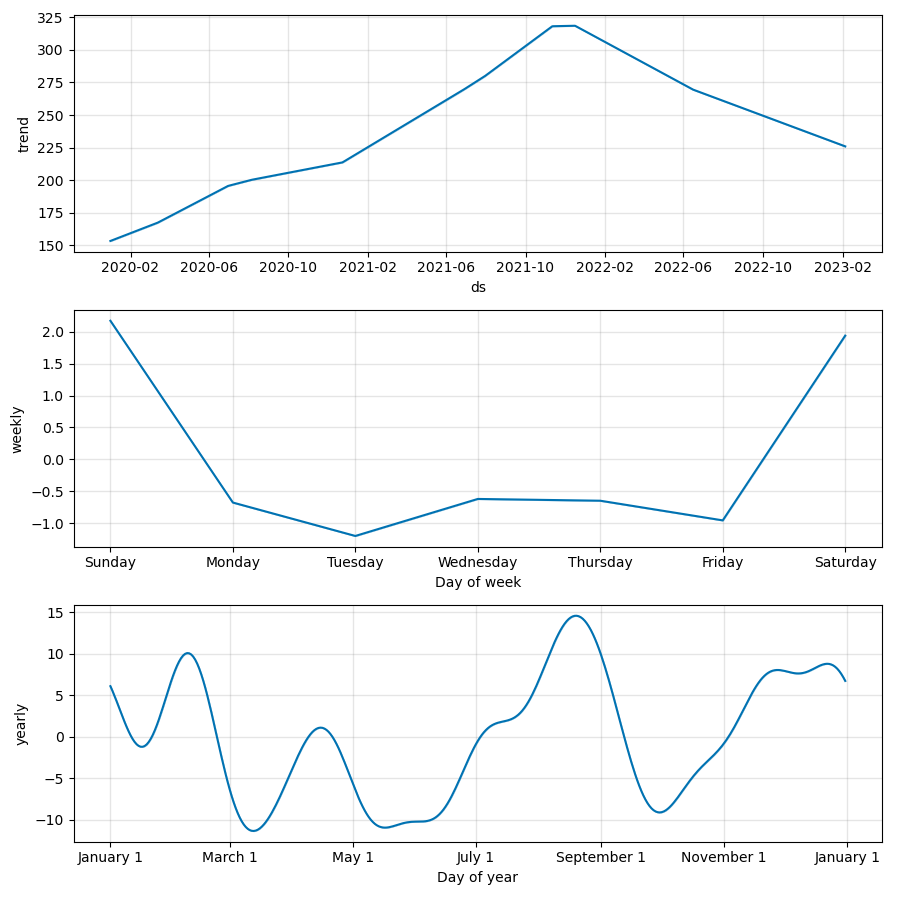 325
300
275
250
225
200
175
150
trend
2020-02 2020-06 2020-10 2021-02 2021-06 2021-10 2022-02 2022-06 2022-10 2023-02
ds
2.0
1.5
1.0
0.5
0.0
−0.5
−1.0
weekly
Sunday Monday Tuesday Wednesday Thursday Friday Saturday
Day of week
15
10
5
0
−5
−10
yearly
January 1 March 1 May 1 July 1 September 1 November 1 January 1
Day of year